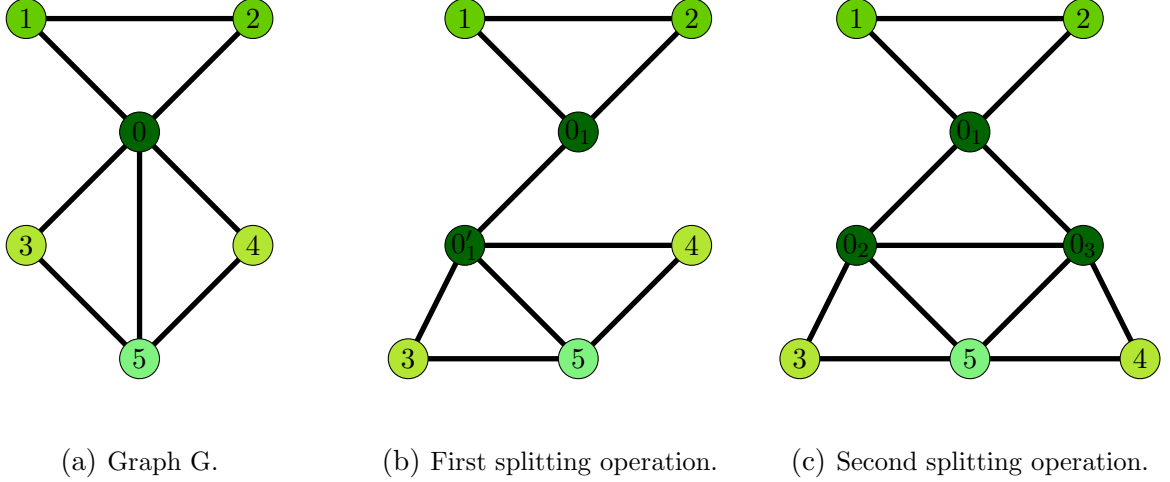 1 2 1 2 1 2
0 0₁ 0₁
3 4 0′₁ 4 0₂ 0₃
5 3 5 3 5 4
(a) Graph G. (b) First splitting operation. (c) Second splitting operation.